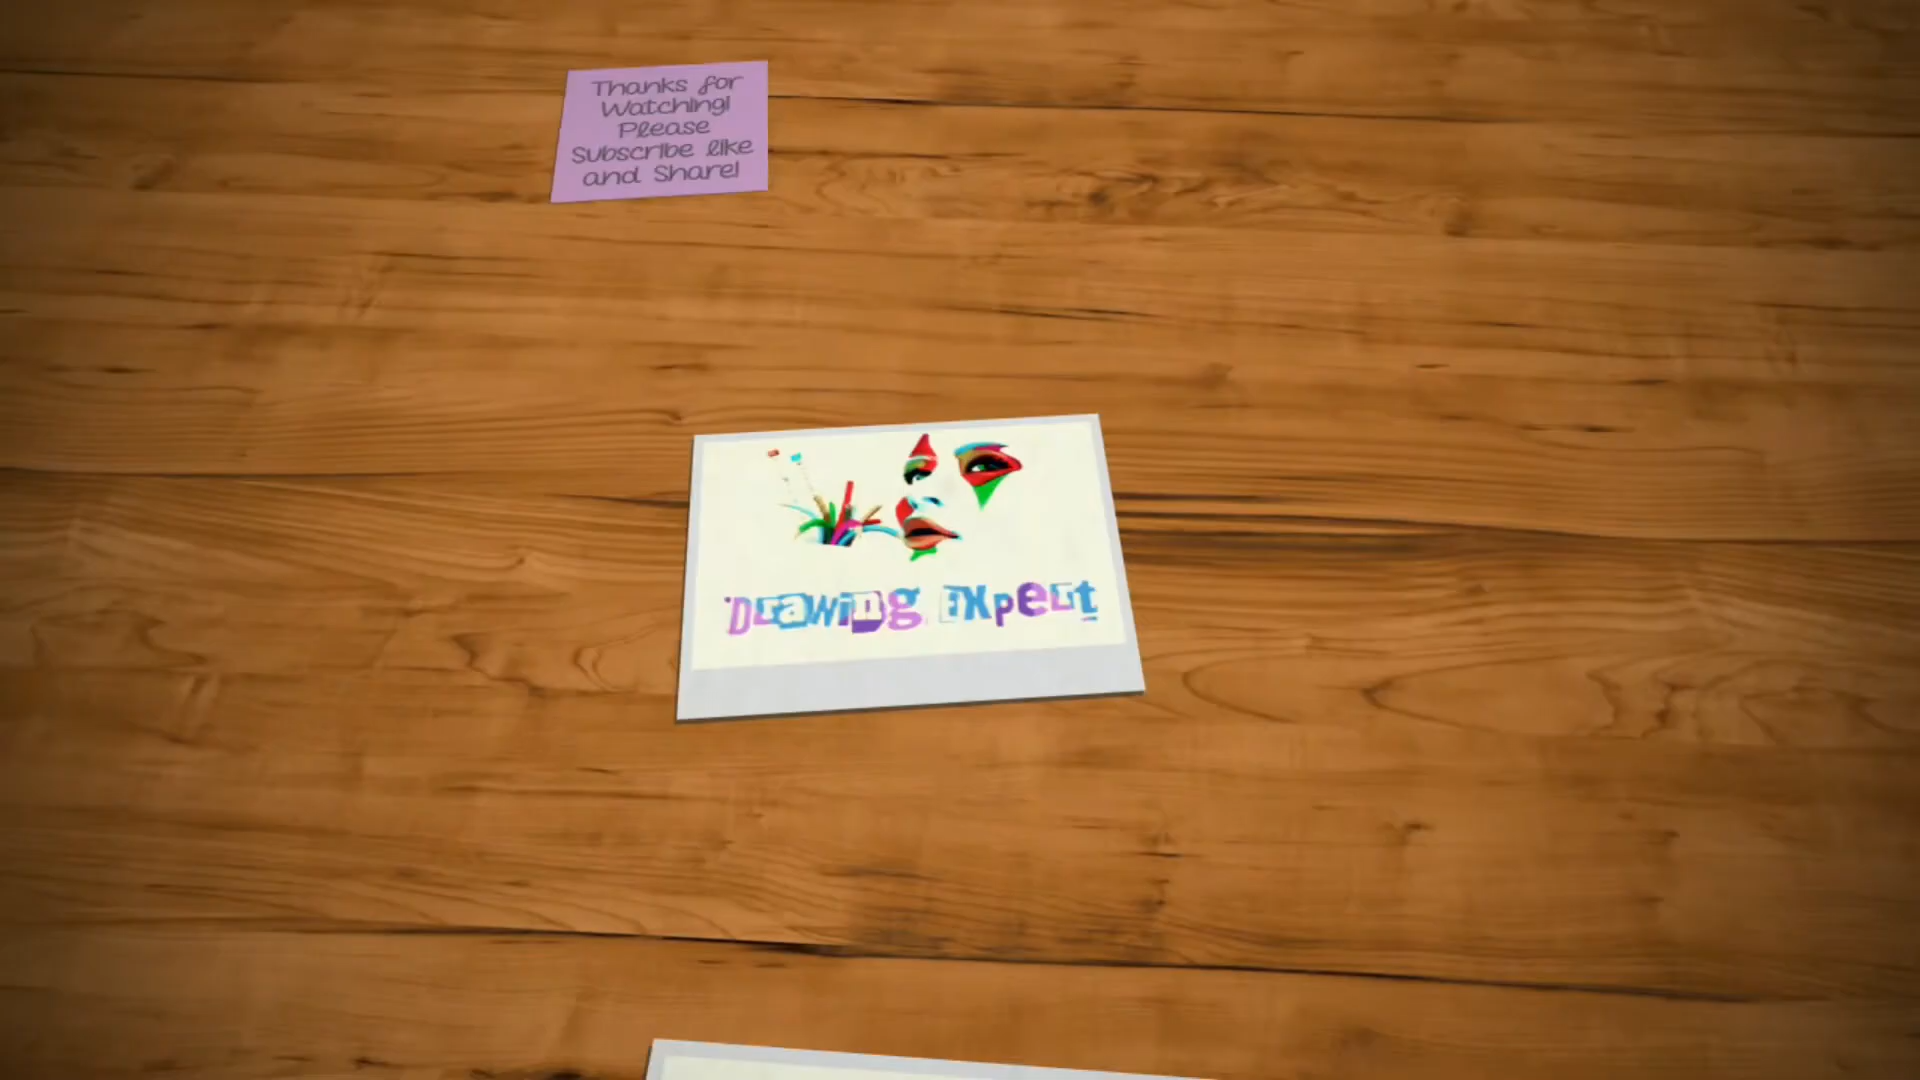 Thanks for
Watching!
Please
Subscribe like
and Share!
Drawing Expert